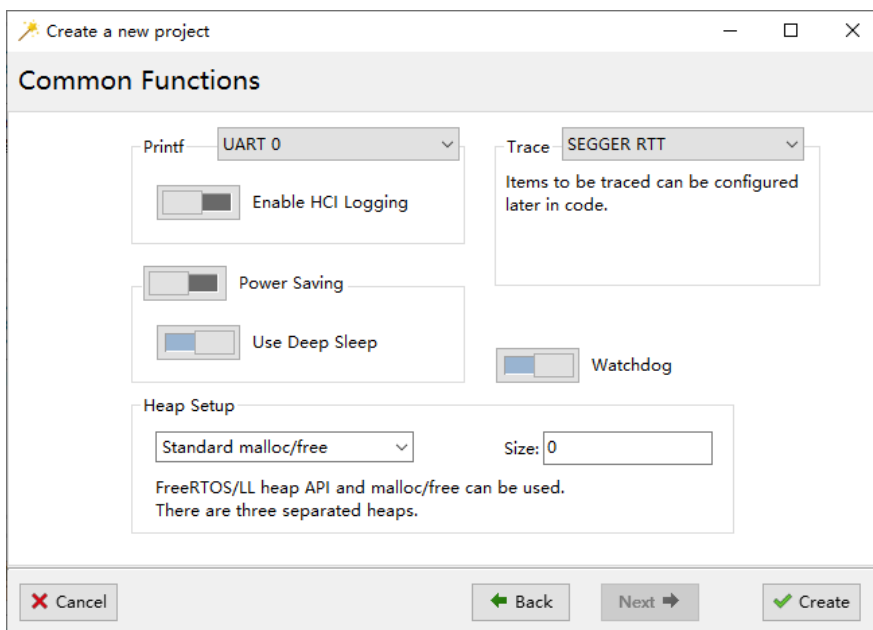 Create a new project
Common Functions
Printf UART 0
Trace SEGGER RTT
Enable HCI Logging
Items to be traced can be configured
later in code.
Power Saving
Use Deep Sleep
Watchdog
Heap Setup
Standard malloc/free
Size: 0
FreeRTOS/LL heap API and malloc/free can be used.
There are three separated heaps.
Cancel
Back
Next
Create